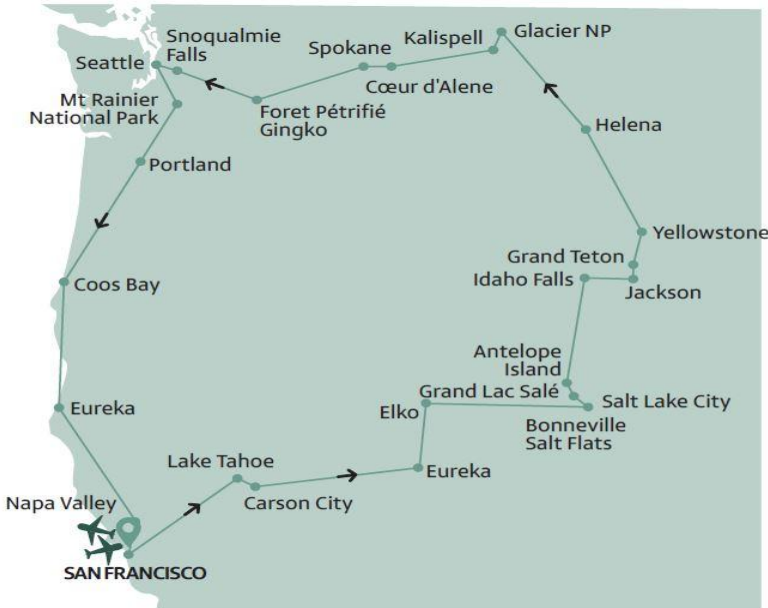 Snoqualmie
Falls
Seattle
Mt Rainier
National Park
Portland
Spokane
Kalispell
Glacier NP
Cœur d'Alene
Foret Pétrifié
Gingko
Helena
Yellowstone
Grand Teton
Idaho Falls
Jackson
Coos Bay
Antelope
Island
Grand Lac Salé
Salt Lake City
Bonneville
Salt Flats
Elko
Eureka
Eureka
Lake Tahoe
Carson City
Napa Valley
SAN FRANCISCO